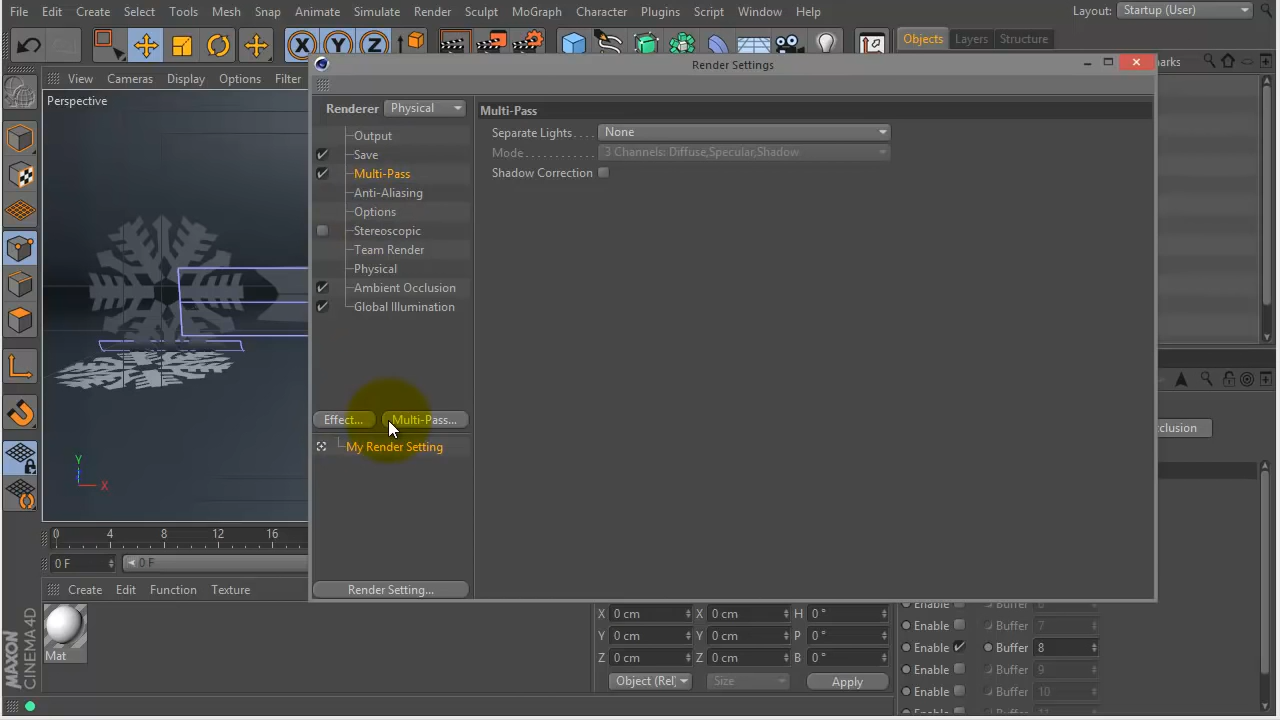 File Edit Create Select Tools Mesh Snap Animate Simulate Render Sculpt MoGraph Character Plugins Script Window Help
Layout: Startup (User)
X Y Z
Objects Layers Structure
View Cameras Display Options Filter
Render Settings
Perspective
Renderer Physical
Multi-Pass
Output
Separate Lights None
Save
Mode 3 Channels: Diffuse,Specular,Shadow
Multi-Pass
Shadow Correction
Anti-Aliasing
Options
Stereoscopic
Team Render
Physical
Ambient Occlusion
Global Illumination
Effect... Multi-Pass...
My Render Setting
Y
X
0 4 8 12 16
0 F 0 F
Create Edit Function Texture
Render Setting...
Mat
X 0 cm X 0 cm H 0 °
Y 0 cm Y 0 cm P 0 °
Z 0 cm Z 0 cm B 0 °
Object (Rel) Size Apply
Enable Buffer 6
Enable Buffer 7
Enable Buffer 8
Enable Buffer 9
Enable Buffer 10
MAXON
CINEMA 4D